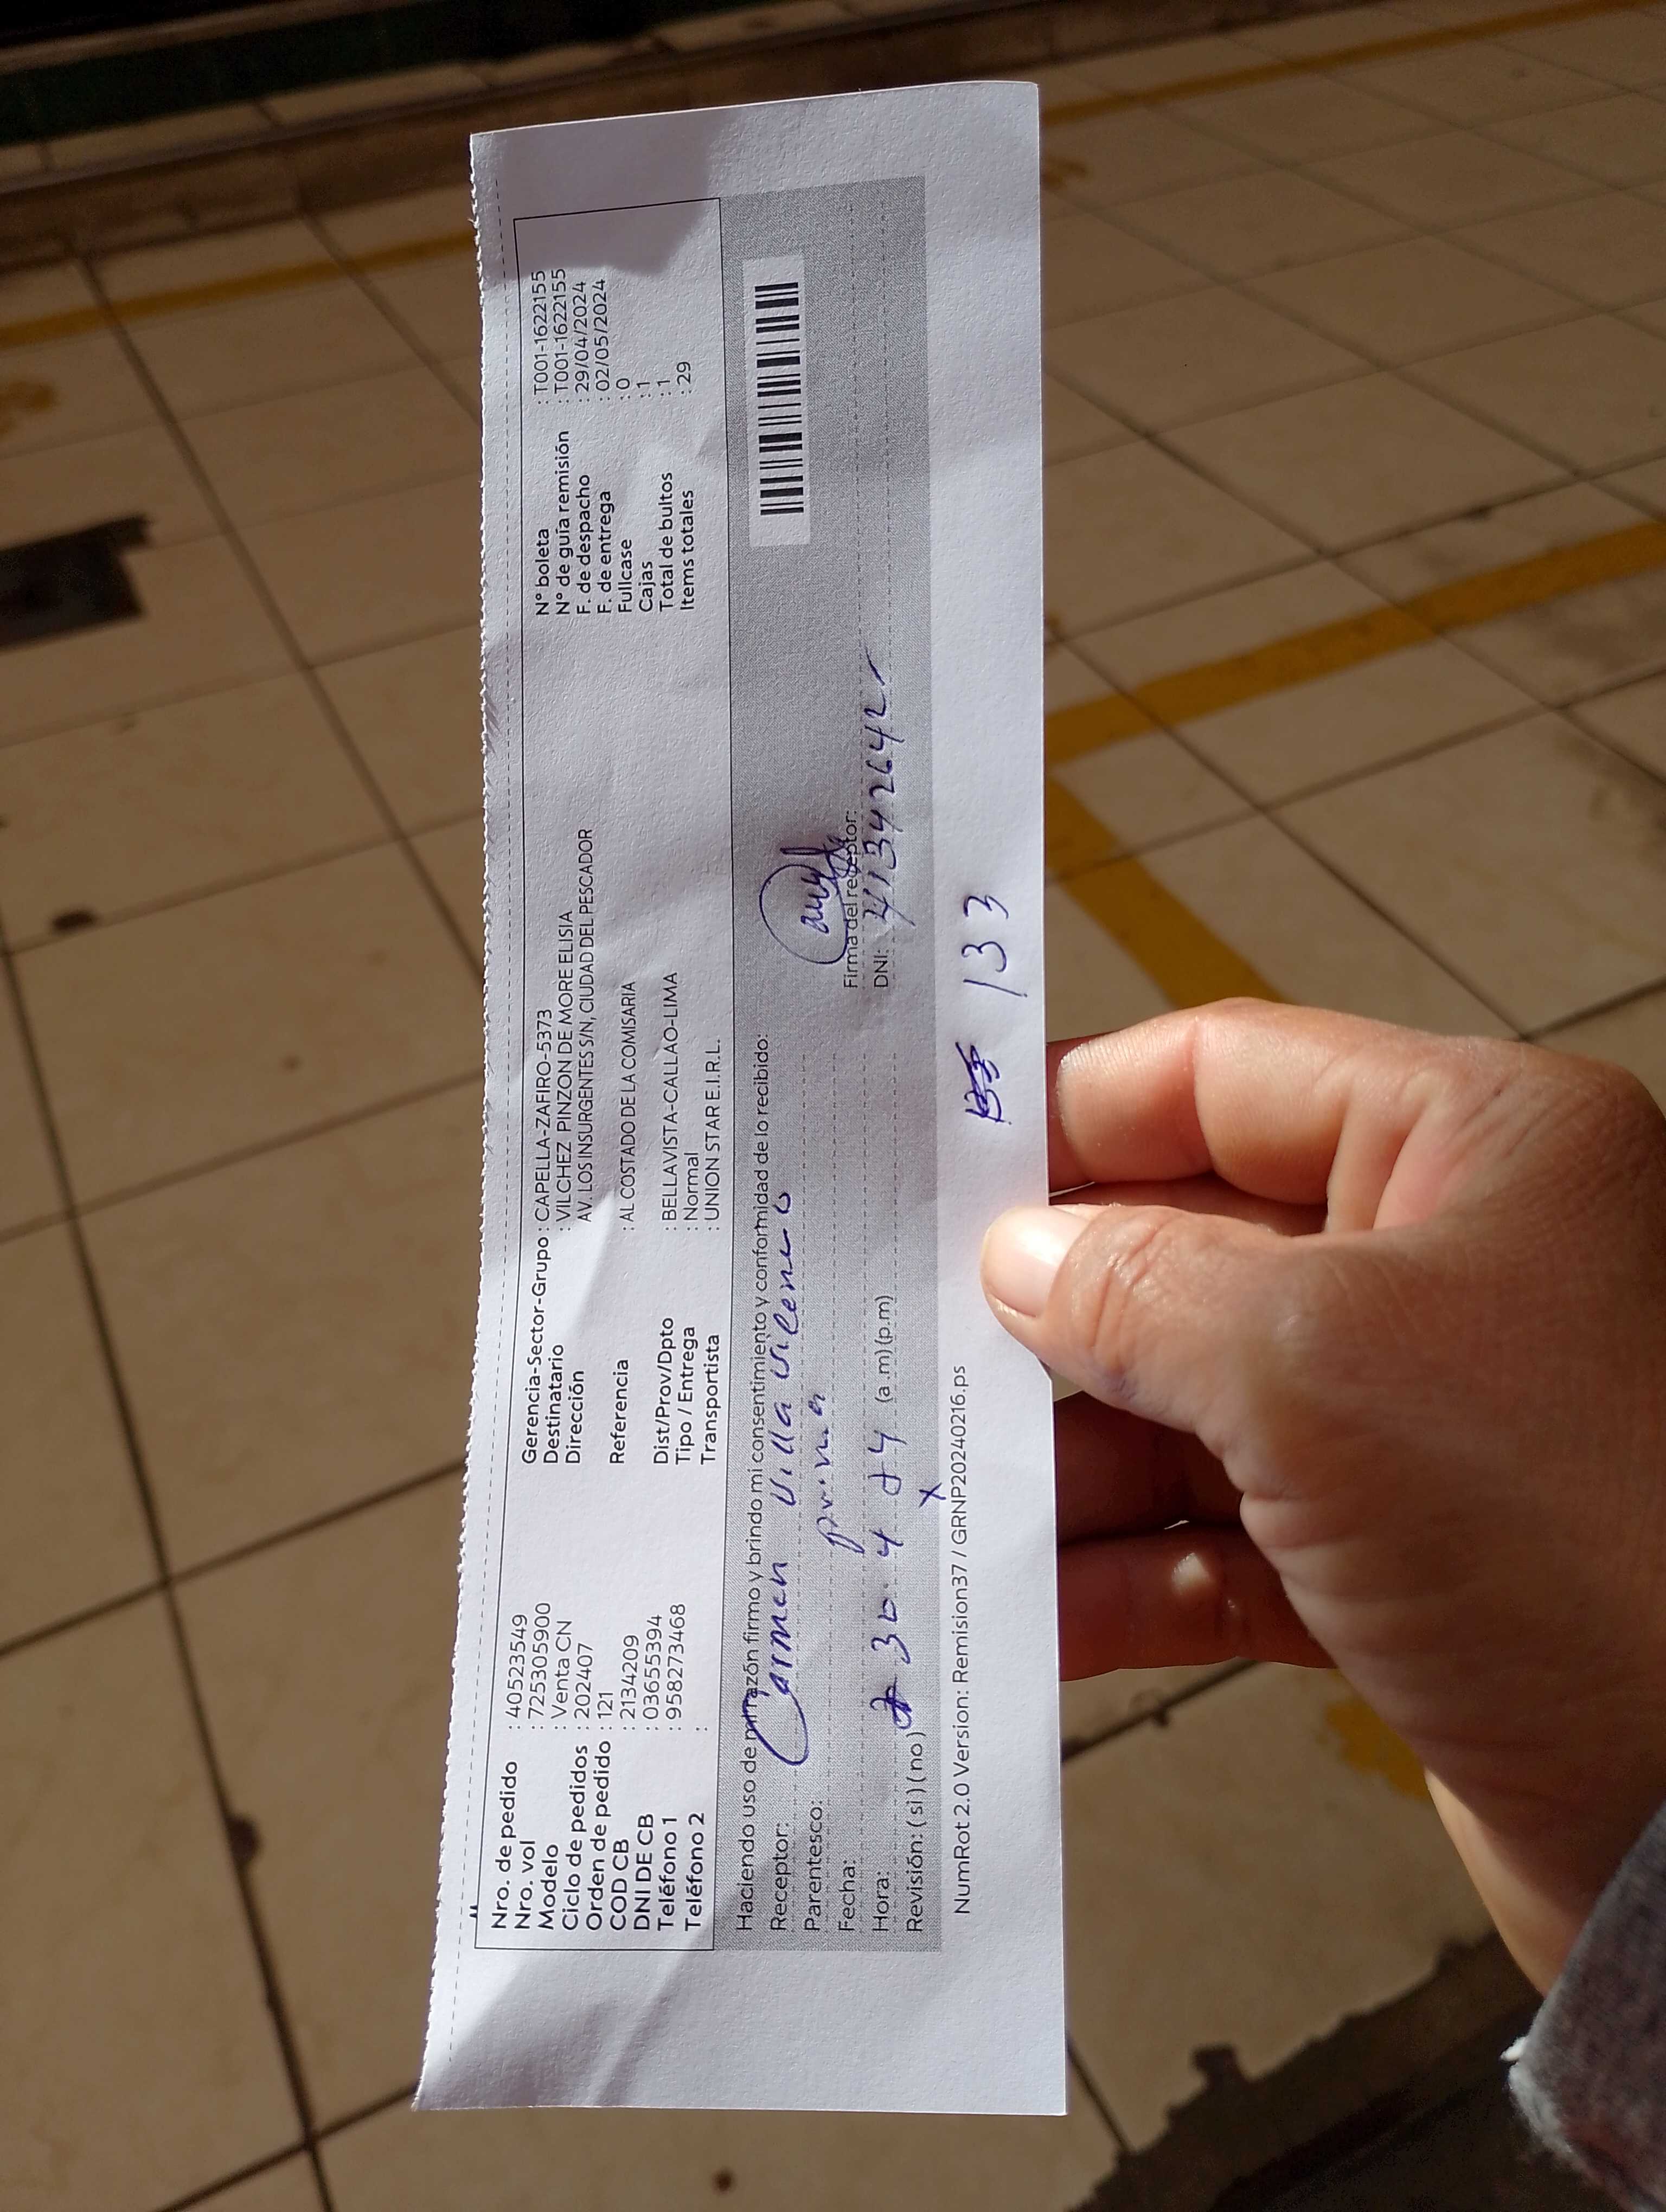 Nro. de pedido : 40523549
Nro. vol : 725305900
Modelo : Venta CN
Ciclo de pedidos : 202407
Orden de pedido : 121
COD CB : 2134209
DNI DE CB : 03655394
Teléfono 1 : 958273468
Teléfono 2 :
Gerencia-Sector-Grupo : CAPELLA-ZAFIRO-5373
Destinatario : VILCHEZ PINZON DE MORE ELISIA
Dirección AV. LOS INSURGENTES S/N, CIUDAD DEL PESCADOR
Referencia : AL COSTADO DE LA COMISARIA
Dist/Prov/Dpto : BELLAVISTA-CALLAO-LIMA
Tipo / Entrega : Normal
Transportista : UNION STAR E.I.R.L.
N° boleta : T001-1622155
N° de guía remisión : T001-1622155
F. de despacho : 29/04/2024
F. de entrega : 02/05/2024
Fullcase : 0
Cajas : 1
Total de bultos : 1
Items totales : 29
Haciendo uso de mi razón firmo y brindo mi consentimiento y conformidad de lo recibido:
Receptor: Carmen Villa
Parentesco: prima
Fecha:
Hora: 30 4 (a.m) (p.m)
Revisión: (si) (no) X
Firma del receptor:
DNI: 41342642
133
NumRot 2.0 Version: Remision37 / GRNP20240216.ps